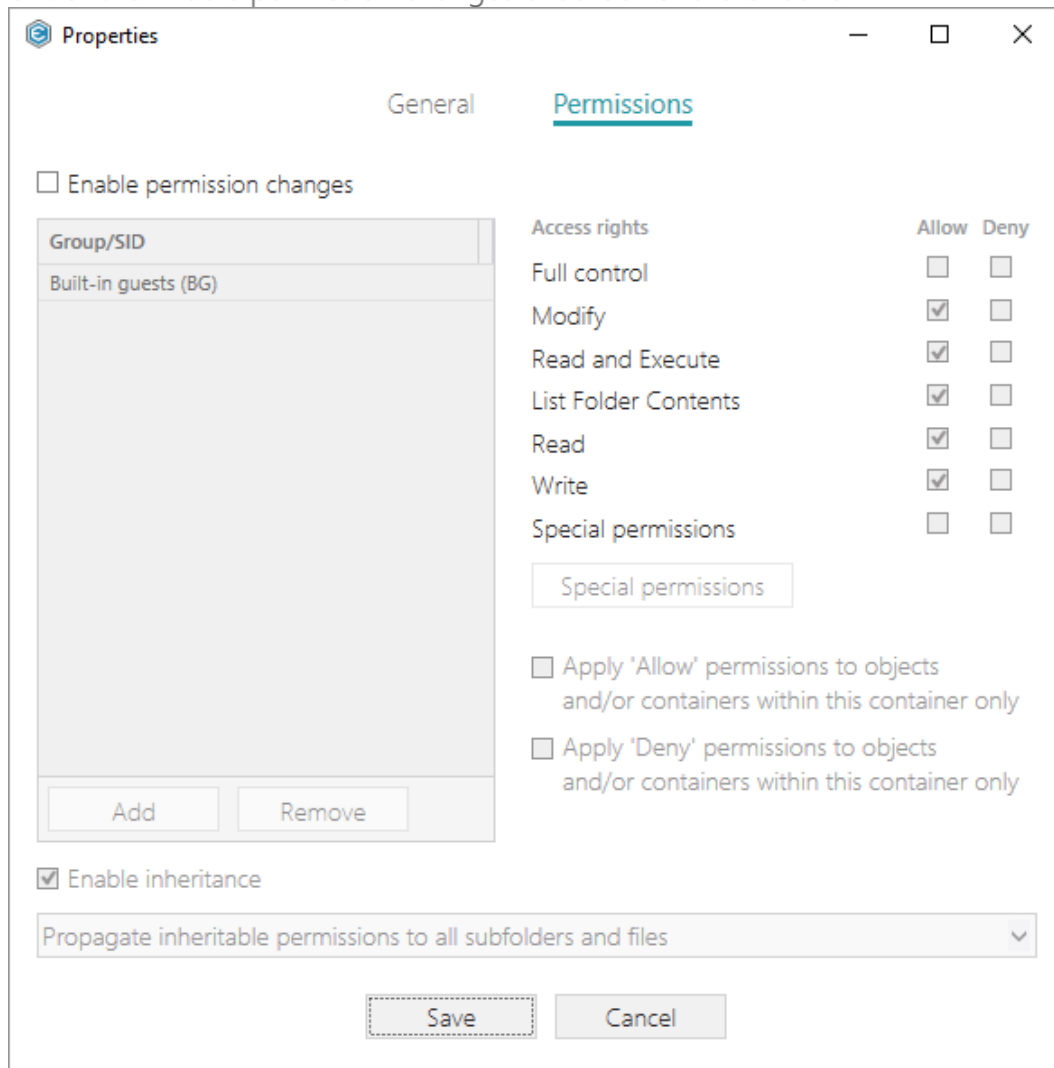 Properties
General Permissions
Enable permission changes
Group/SID
Built-in guests (BG)
Add Remove
Access rights Allow Deny
Full control
Modify
Read and Execute
List Folder Contents
Read
Write
Special permissions
Special permissions
Apply 'Allow' permissions to objects
and/or containers within this container only
Apply 'Deny' permissions to objects
and/or containers within this container only
Enable inheritance
Propagate inheritable permissions to all subfolders and files
Save Cancel